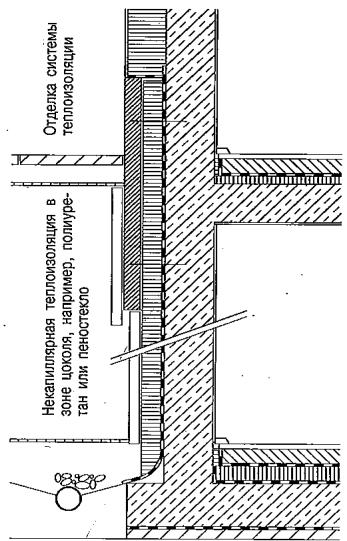 Отделка системы
теплоизоляции
Некапиллярная теплоизоляция в
зоне цоколя, например, полиуре-
тан или пеностекло